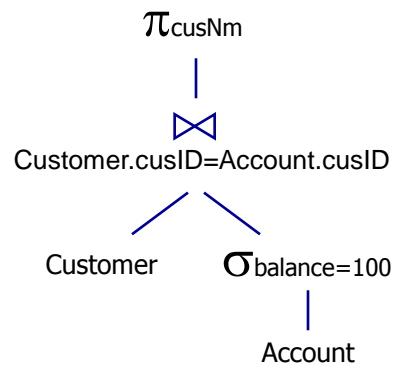 πcusNm
⋈
Customer.cusID=Account.cusID
Customer σbalance=100
Account